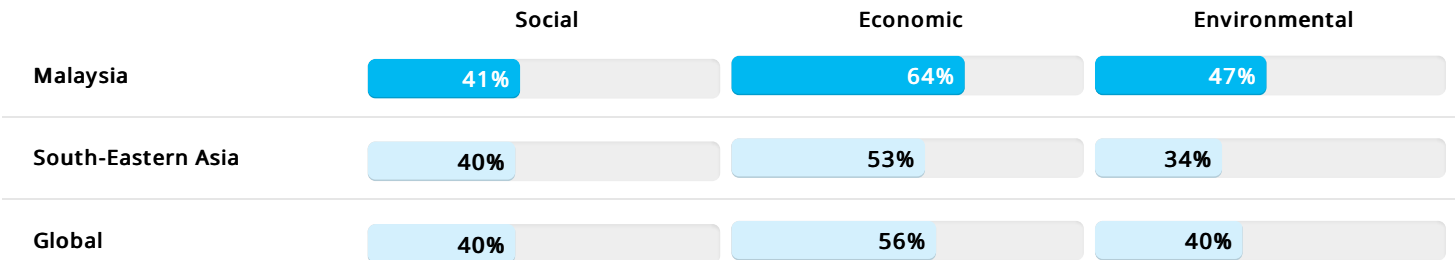 Social Economic Environmental
Malaysia 41% 64% 47%
South-Eastern Asia 40% 53% 34%
Global 40% 56% 40%